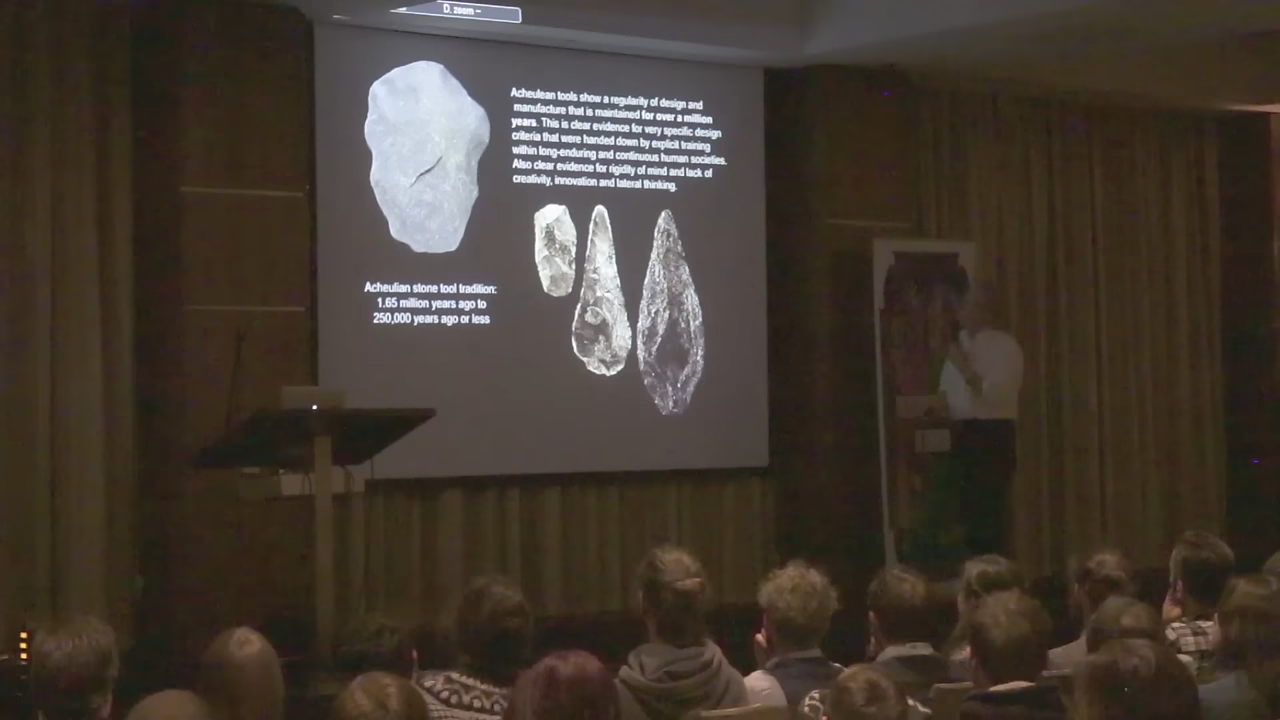 D. zoom –
Acheulean tools show a regularity of design and
manufacture that is maintained for over a million
years. This is clear evidence for very specific design
criteria that were handed down by explicit training
within long-enduring and continuous human societies.
Also clear evidence for rigidity of mind and lack of
creativity, innovation and lateral thinking.
Acheulian stone tool tradition:
1.65 million years ago to
250,000 years ago or less